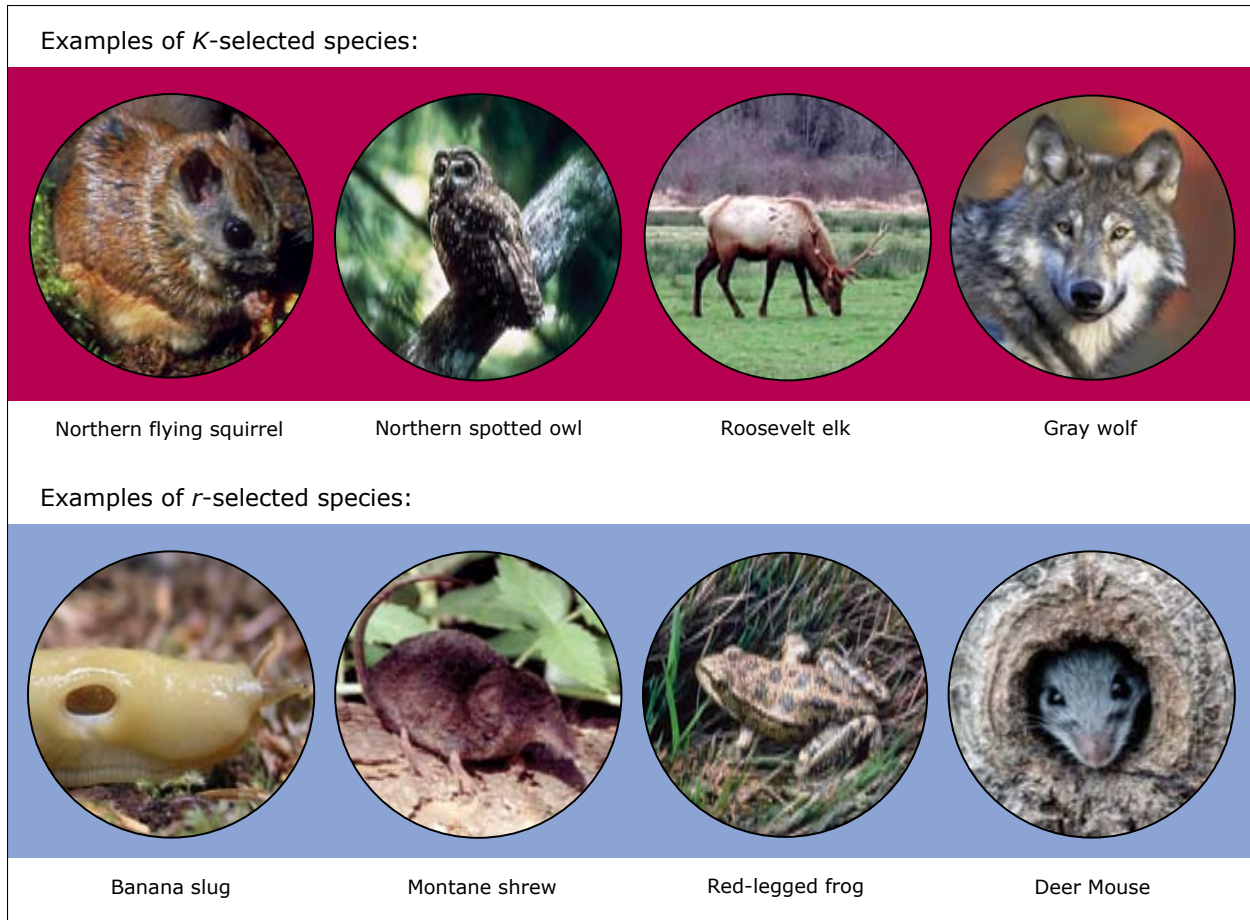 Examples of K-selected species:
Northern flying squirrel
Northern spotted owl
Roosevelt elk
Gray wolf
Examples of r-selected species:
Banana slug
Montane shrew
Red-legged frog
Deer Mouse